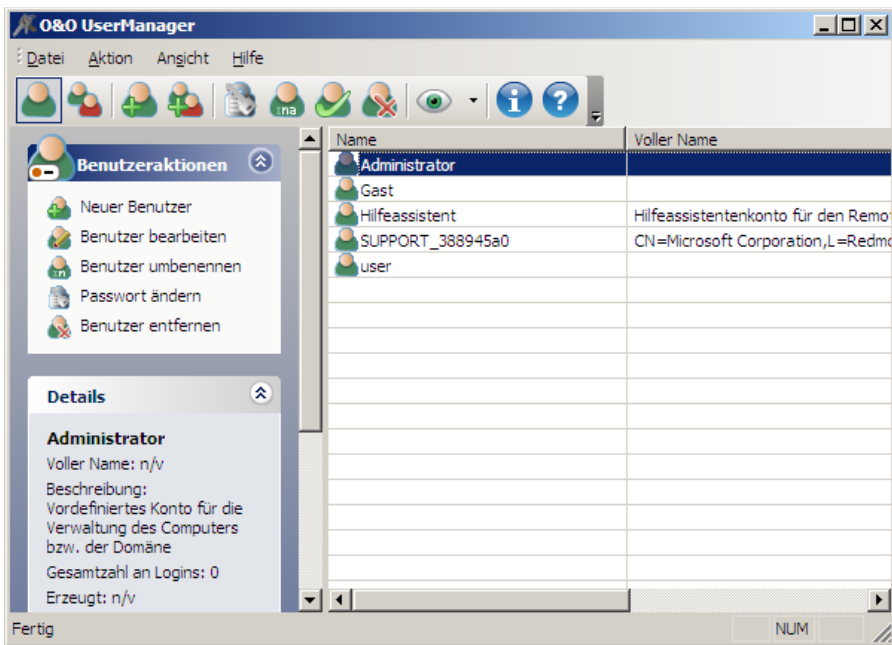 O&O UserManager
Datei Aktion Ansicht Hilfe
Ina
Name Voller Name
Benutzeraktionen
Neuer Benutzer
Benutzer bearbeiten
Benutzer umbenennen
Passwort ändern
Benutzer entfernen
Administrator
Gast
Hilfeassistent Hilfeassistentenkonto für den Remo
SUPPORT_388945a0 CN=Microsoft Corporation,L=Redmo
user
Details
Administrator
Voller Name: n/v
Beschreibung:
Vordefiniertes Konto für die
Verwaltung des Computers
bzw. der Domäne
Gesamtzahl an Logins: 0
Erzeugt: n/v
Fertig NUM